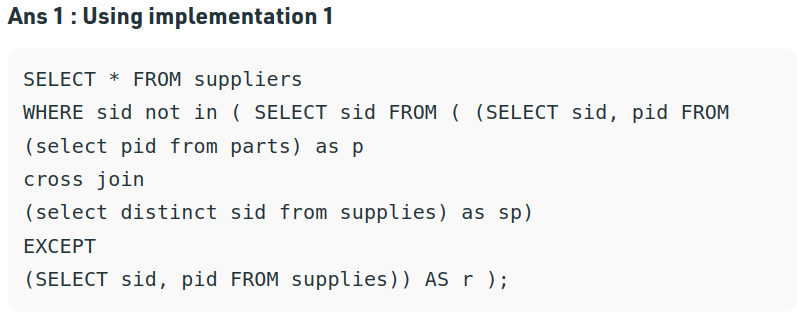 Ans 1 : Using implementation 1
SELECT * FROM suppliers
WHERE sid not in ( SELECT sid FROM ( (SELECT sid, pid FROM
(select pid from parts) as p
cross join
(select distinct sid from supplies) as sp)
EXCEPT
(SELECT sid, pid FROM supplies)) AS r );